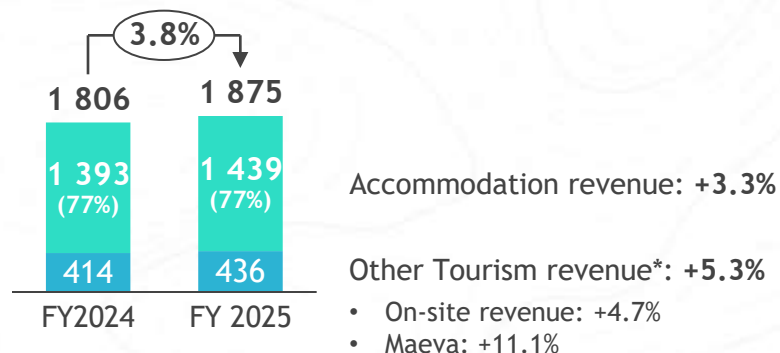 3.8%
1 806
1 875
1 393
(77%)
1 439
(77%)
Accommodation revenue: +3.3%
414
436
Other Tourism revenue*: +5.3%
FY2024
FY 2025
• On-site revenue: +4.7%
• Maeva: +11.1%